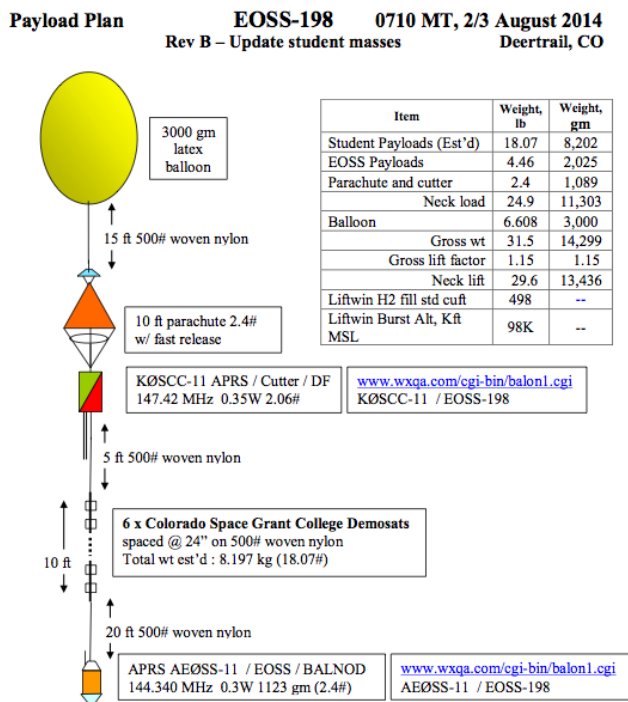 Payload Plan EOSS-198 0710 MT, 2/3 August 2014
Rev B – Update student masses Deertrail, CO
3000 gm
latex
balloon
Item Weight, lb Weight, gm
Student Payloads (Est'd) 18.07 8,202
EOSS Payloads 4.46 2,025
Parachute and cutter 2.4 1,089
Neck load 24.9 11,303
Balloon 6.608 3,000
Gross wt 31.5 14,299
Gross lift factor 1.15 1.15
Neck lift 29.6 13,436
Liftwin H2 fill std cuft 498 --
Liftwin Burst Alt, Kft MSL 98K --
15 ft 500# woven nylon
10 ft parachute 2.4#
w/ fast release
KØSCC-11 APRS / Cutter / DF
147.42 MHz 0.35W 2.06#
www.wxqa.com/cgi-bin/balon1.cgi
KØSCC-11 / EOSS-198
5 ft 500# woven nylon
10 ft
6 x Colorado Space Grant College Demosats
spaced @ 24” on 500# woven nylon
Total wt est'd : 8.197 kg (18.07#)
20 ft 500# woven nylon
APRS AEØSS-11 / EOSS / BALNOD
144.340 MHz 0.3W 1123 gm (2.4#)
www.wxqa.com/cgi-bin/balon1.cgi
AEØSS-11 / EOSS-198